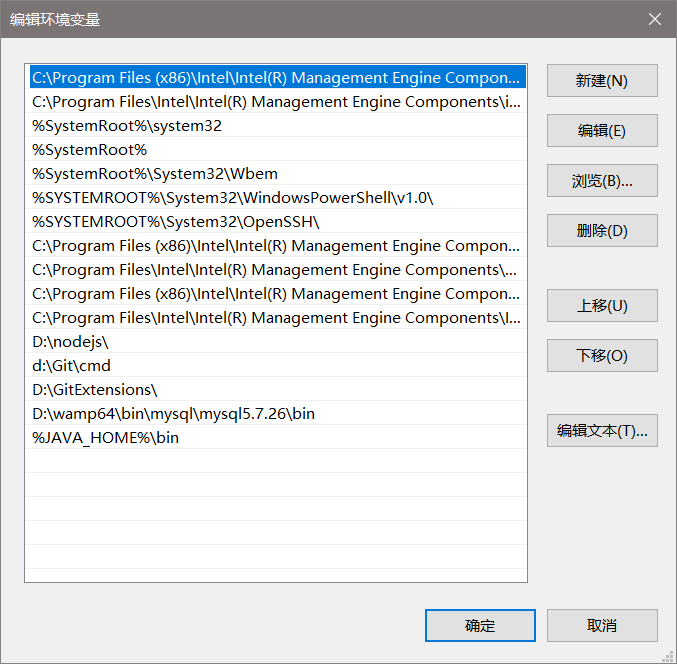 编辑环境变量
C:\Program Files (x86)\Intel\Intel(R) Management Engine Compon...
C:\Program Files\Intel\Intel(R) Management Engine Components\i...
%SystemRoot%\system32
%SystemRoot%
%SystemRoot%\System32\Wbem
%SYSTEMROOT%\System32\WindowsPowerShell\v1.0\
%SYSTEMROOT%\System32\OpenSSH\
C:\Program Files (x86)\Intel\Intel(R) Management Engine Compon...
C:\Program Files\Intel\Intel(R) Management Engine Components\...
C:\Program Files (x86)\Intel\Intel(R) Management Engine Compon...
C:\Program Files\Intel\Intel(R) Management Engine Components\I...
D:\nodejs\
d:\Git\cmd
D:\GitExtensions\
D:\wamp64\bin\mysql\mysql5.7.26\bin
%JAVA_HOME%\bin
新建(N)
编辑(E)
浏览(B)...
删除(D)
上移(U)
下移(O)
编辑文本(T)...
确定
取消